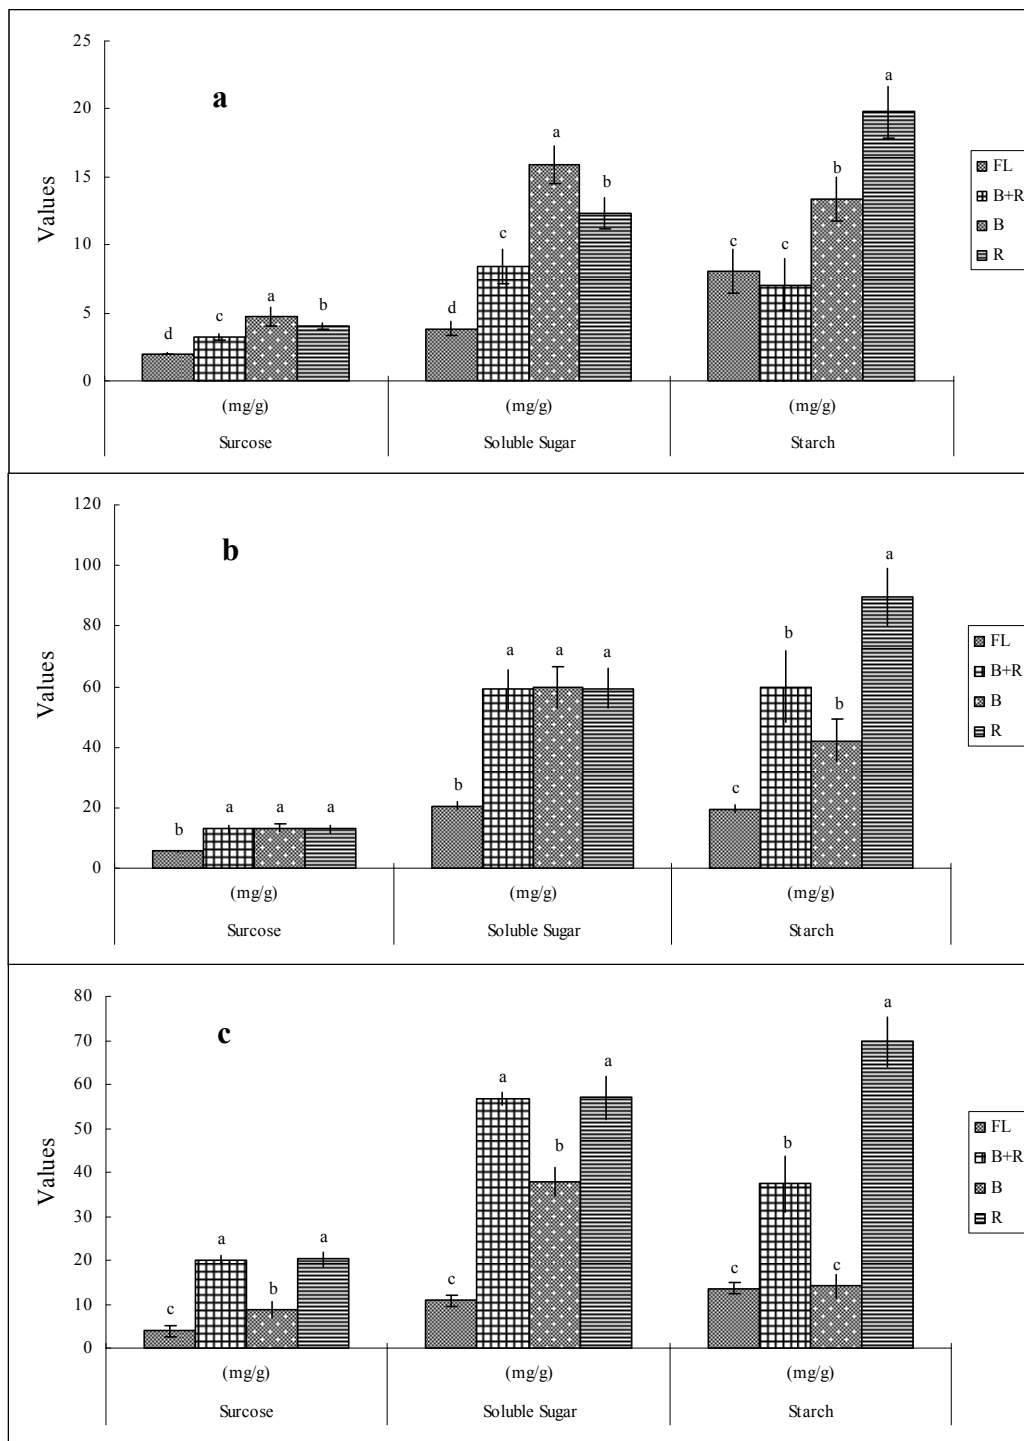 25
20
15
10
5
0
Values
a
d
c
a
b
d
c
a
b
c
c
b
a
(mg/g)
(mg/g)
(mg/g)
Surcose
Soluble Sugar
Starch
FL
B+R
B
R
120
100
80
60
40
20
0
Values
b
b
a
a
a
b
a
a
a
c
b
b
a
(mg/g)
(mg/g)
(mg/g)
Surcose
Soluble Sugar
Starch
FL
B+R
B
R
80
70
60
50
40
30
20
10
0
Values
c
c
a
b
a
c
a
b
a
c
b
c
a
(mg/g)
(mg/g)
(mg/g)
Surcose
Soluble Sugar
Starch
FL
B+R
B
R